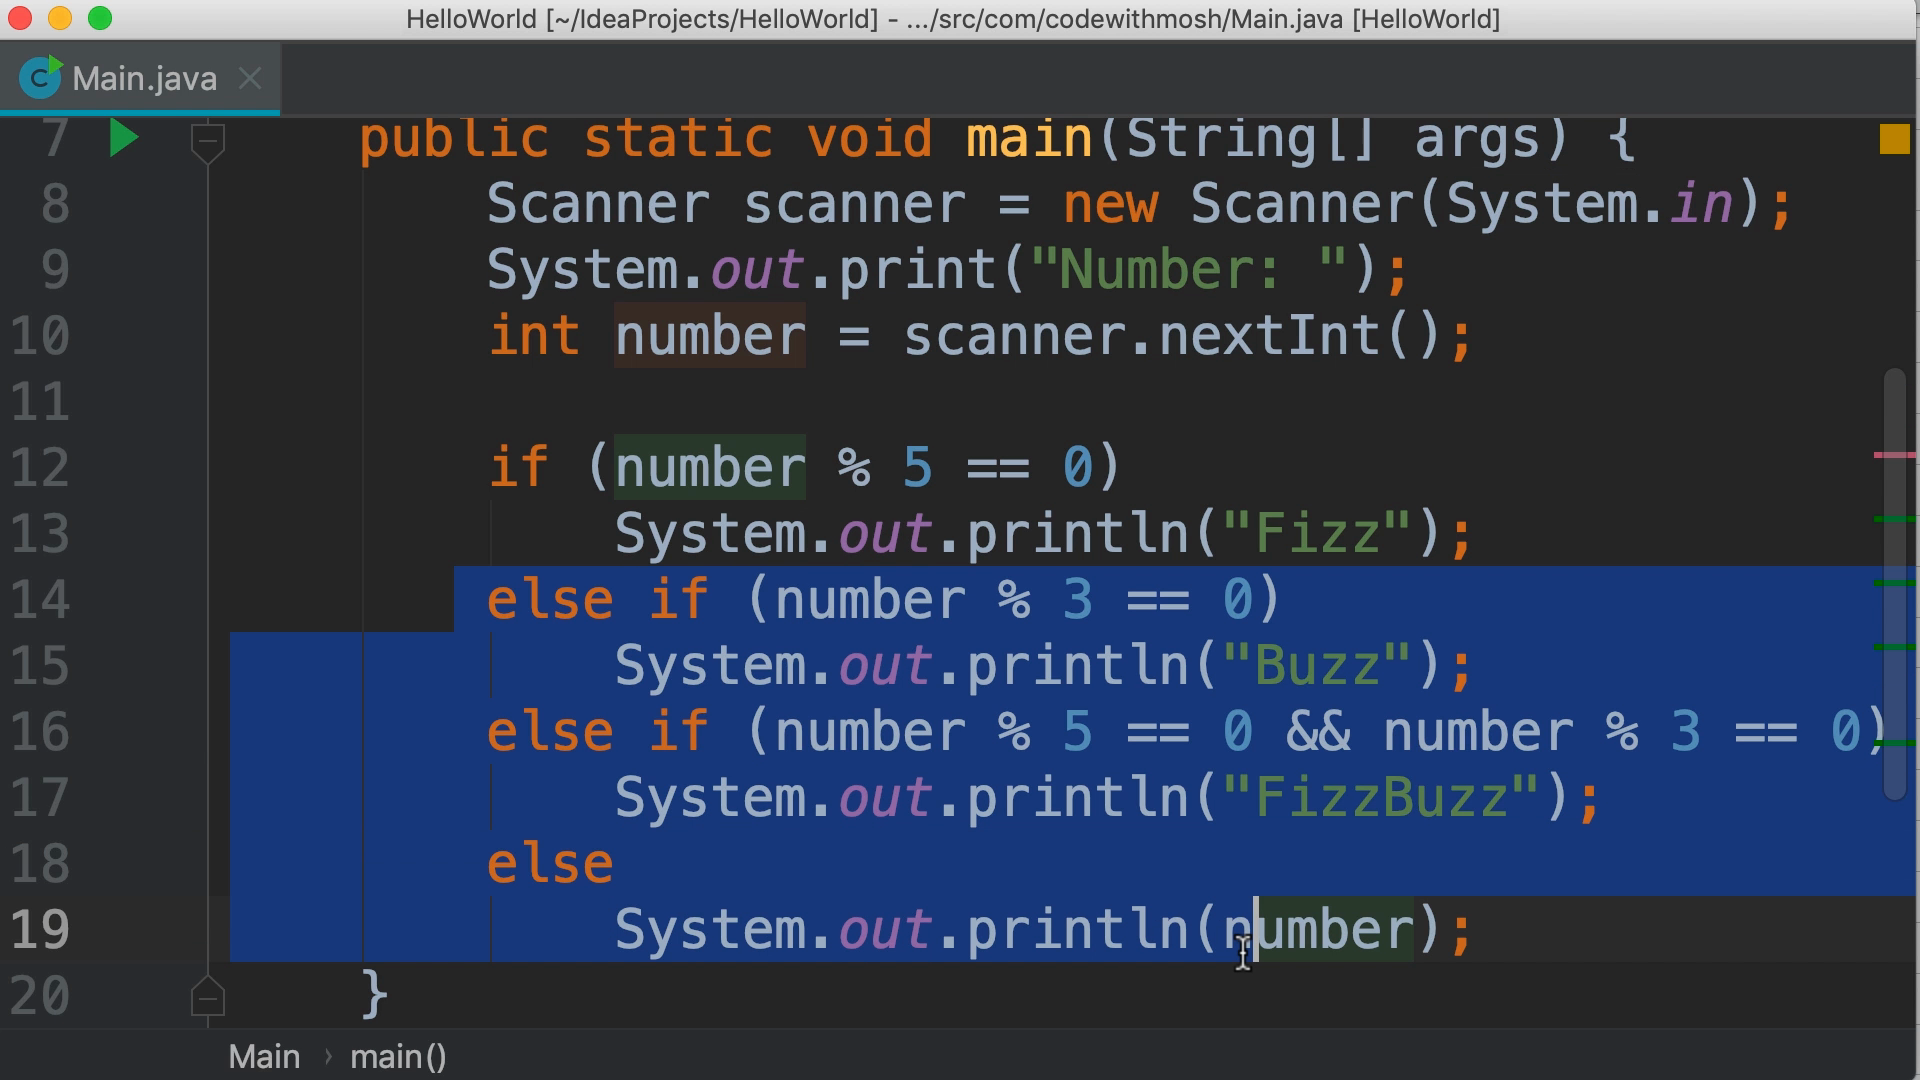 HelloWorld [~/IdeaProjects/HelloWorld] - .../src/com/codewithmosh/Main.java [HelloWorld]
Main.java
7 public static void main(String[] args) {
8 Scanner scanner = new Scanner(System.in);
9 System.out.print("Number: ");
10 int number = scanner.nextInt();
11
12 if (number % 5 == 0)
13 System.out.println("Fizz");
14 else if (number % 3 == 0)
15 System.out.println("Buzz");
16 else if (number % 5 == 0 && number % 3 == 0)
17 System.out.println("FizzBuzz");
18 else
19 System.out.println(number);
20 }
Main › main()